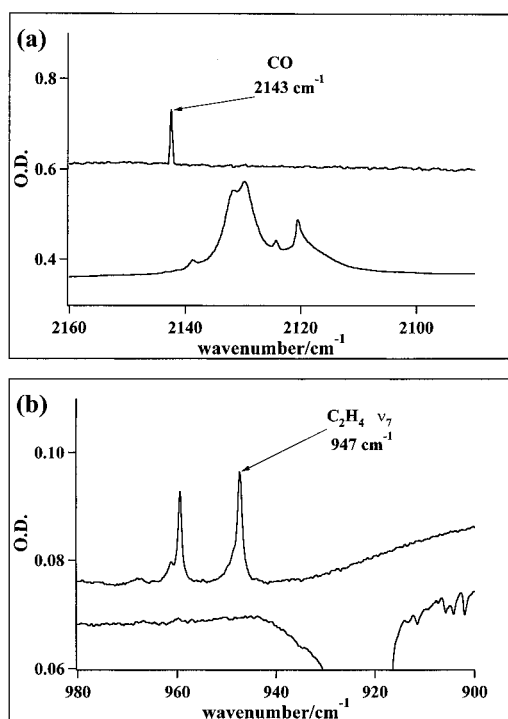 (a)
CO
2143 cm⁻¹
0.8
0.6
0.4
O.D.
2160 2140 2120 2100
wavenumber/cm⁻¹
(b)
C₂H₄ ν₇
947 cm⁻¹
0.10
0.08
0.06
O.D.
980 960 940 920 900
wavenumber/cm⁻¹